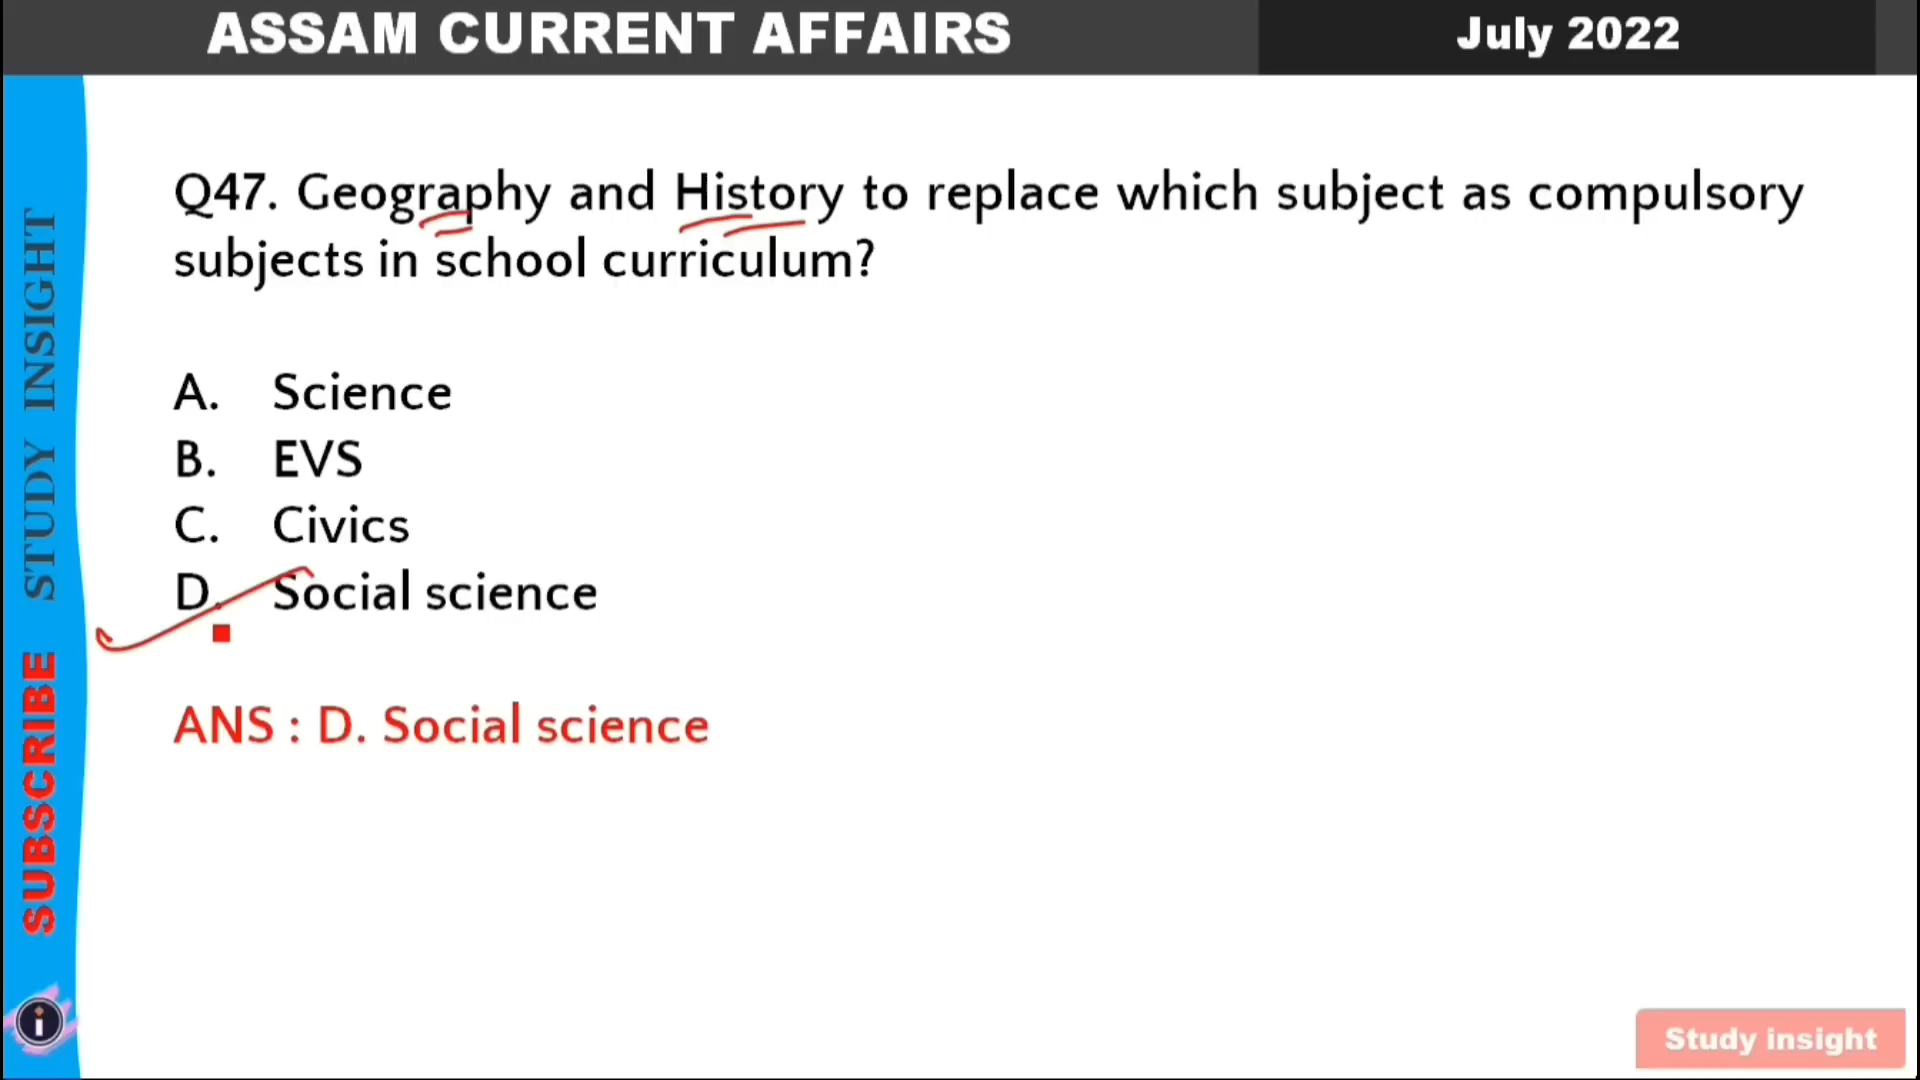 ASSAM CURRENT AFFAIRS
July 2022
Q47. Geography and History to replace which subject as compulsory
subjects in school curriculum?
A. Science
B. EVS
C. Civics
D. Social science
ANS : D. Social science
SUBSCRIBE STUDY INSIGHT
i
Study insight